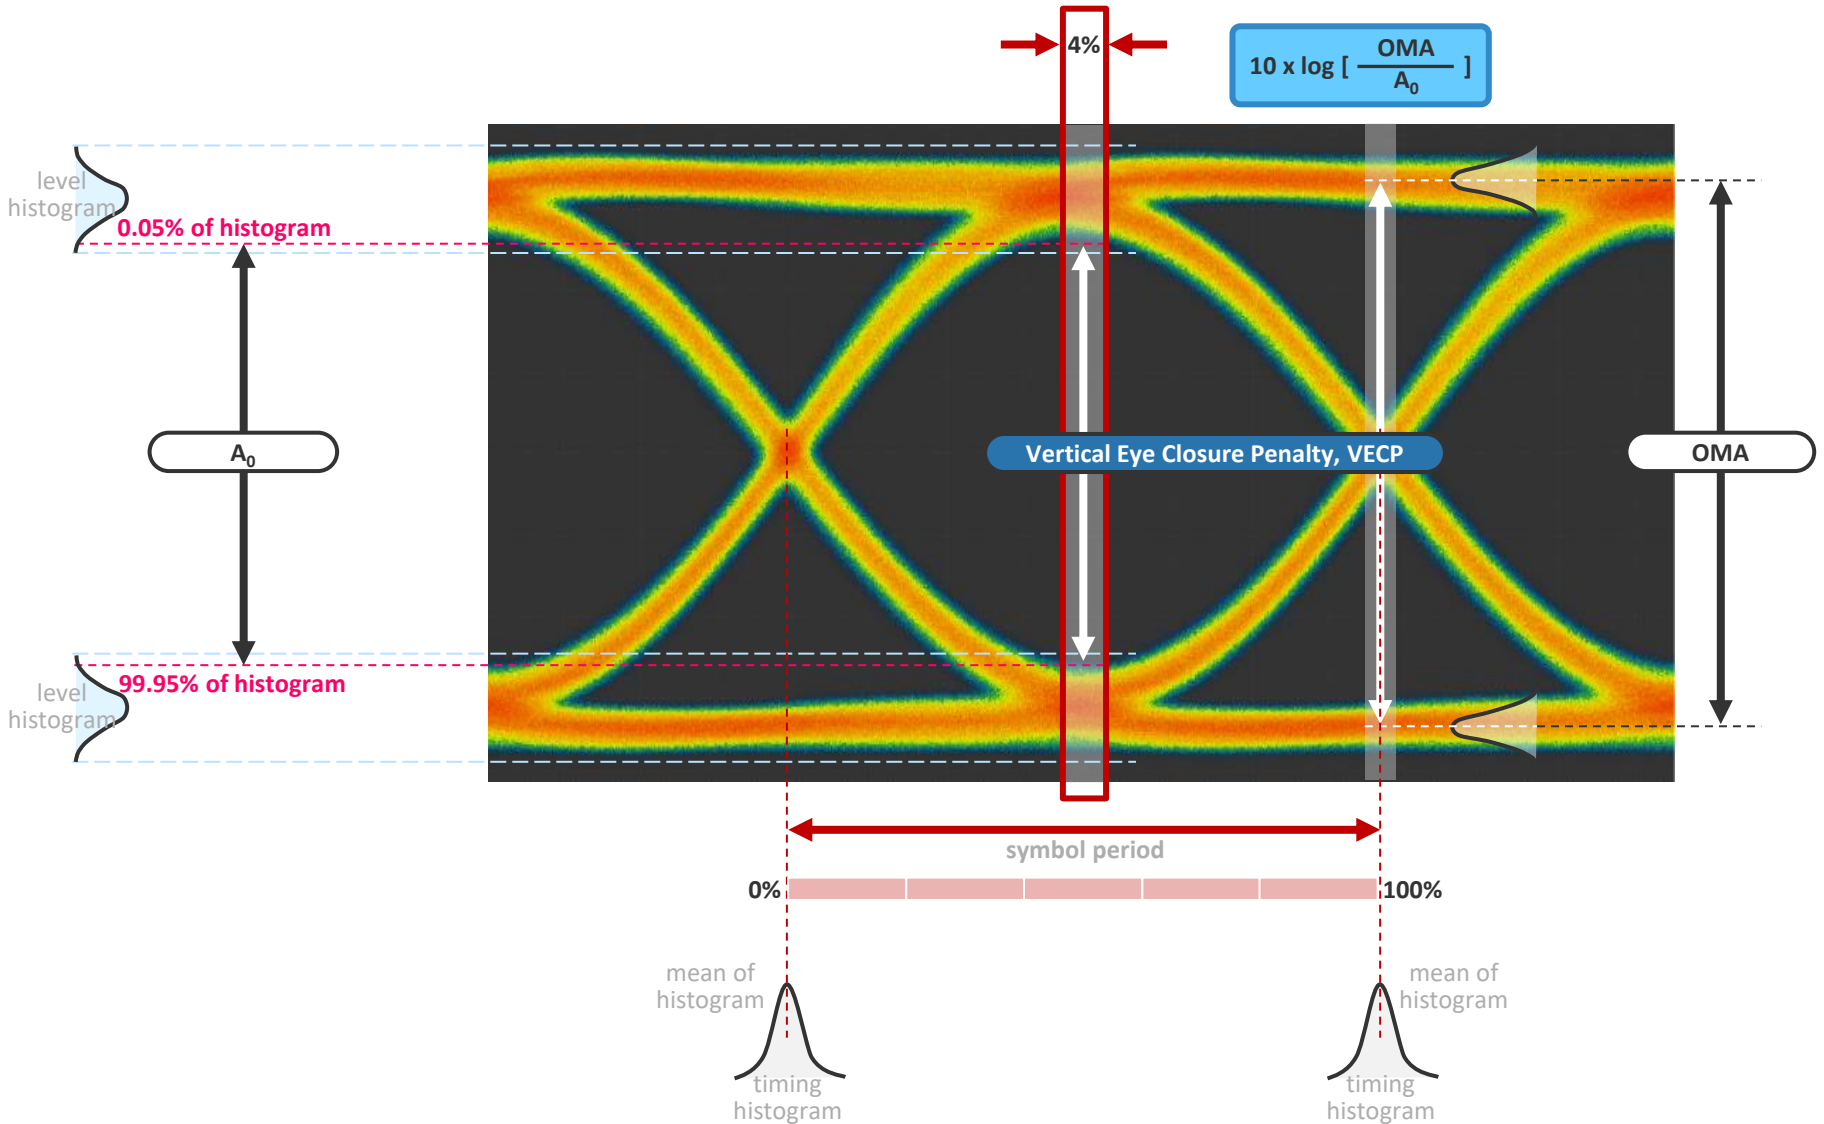 4%
10 x log [ OMA / A₀ ]
level
histogram
0.05% of histogram
A₀
Vertical Eye Closure Penalty, VECP
OMA
99.95% of histogram
level
histogram
symbol period
0%
100%
mean of
histogram
mean of
histogram
timing
histogram
timing
histogram